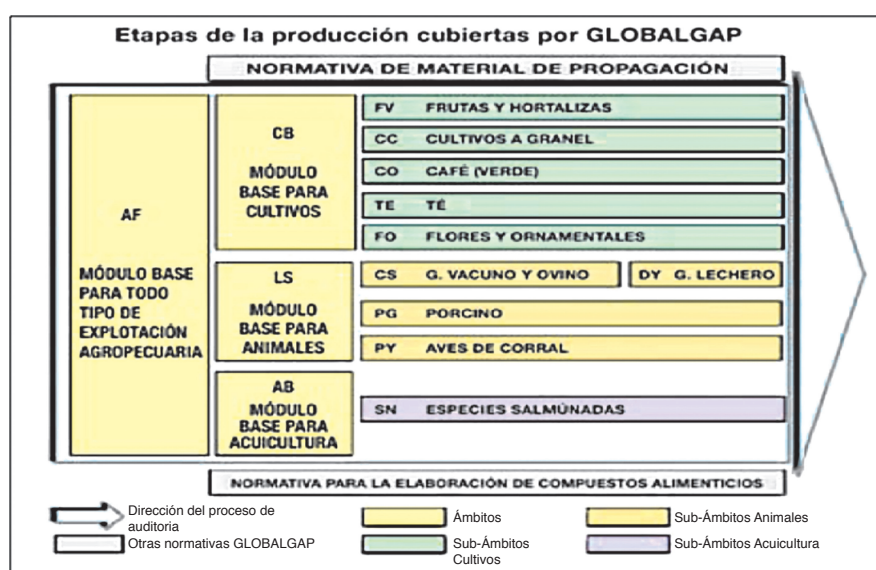 Etapas de la producción cubiertas por GLOBALGAP
NORMATIVA DE MATERIAL DE PROPAGACIÓN
AF
MÓDULO BASE
PARA TODO
TIPO DE
EXPLOTACIÓN
AGROPECUARIA
CB
MÓDULO
BASE PARA
CULTIVOS
FV FRUTAS Y HORTALIZAS
CC CULTIVOS A GRANEL
CO CAFÉ (VERDE)
TE TÉ
FO FLORES Y ORNAMENTALES
LS
MÓDULO
BASE PARA
ANIMALES
CS G. VACUNO Y OVINO
DY G. LECHERO
PG PORCINO
PY AVES DE CORRAL
AB
MÓDULO
BASE PARA
ACUICULTURA
SN ESPECIES SALMÚNADAS
NORMATIVA PARA LA ELABORACIÓN DE COMPUESTOS ALIMENTICIOS
Dirección del proceso de
auditoria
Otras normativas GLOBALGAP
Ámbitos
Sub-Ámbitos
Cultivos
Sub-Ámbitos Animales
Sub-Ámbitos Acuicultura